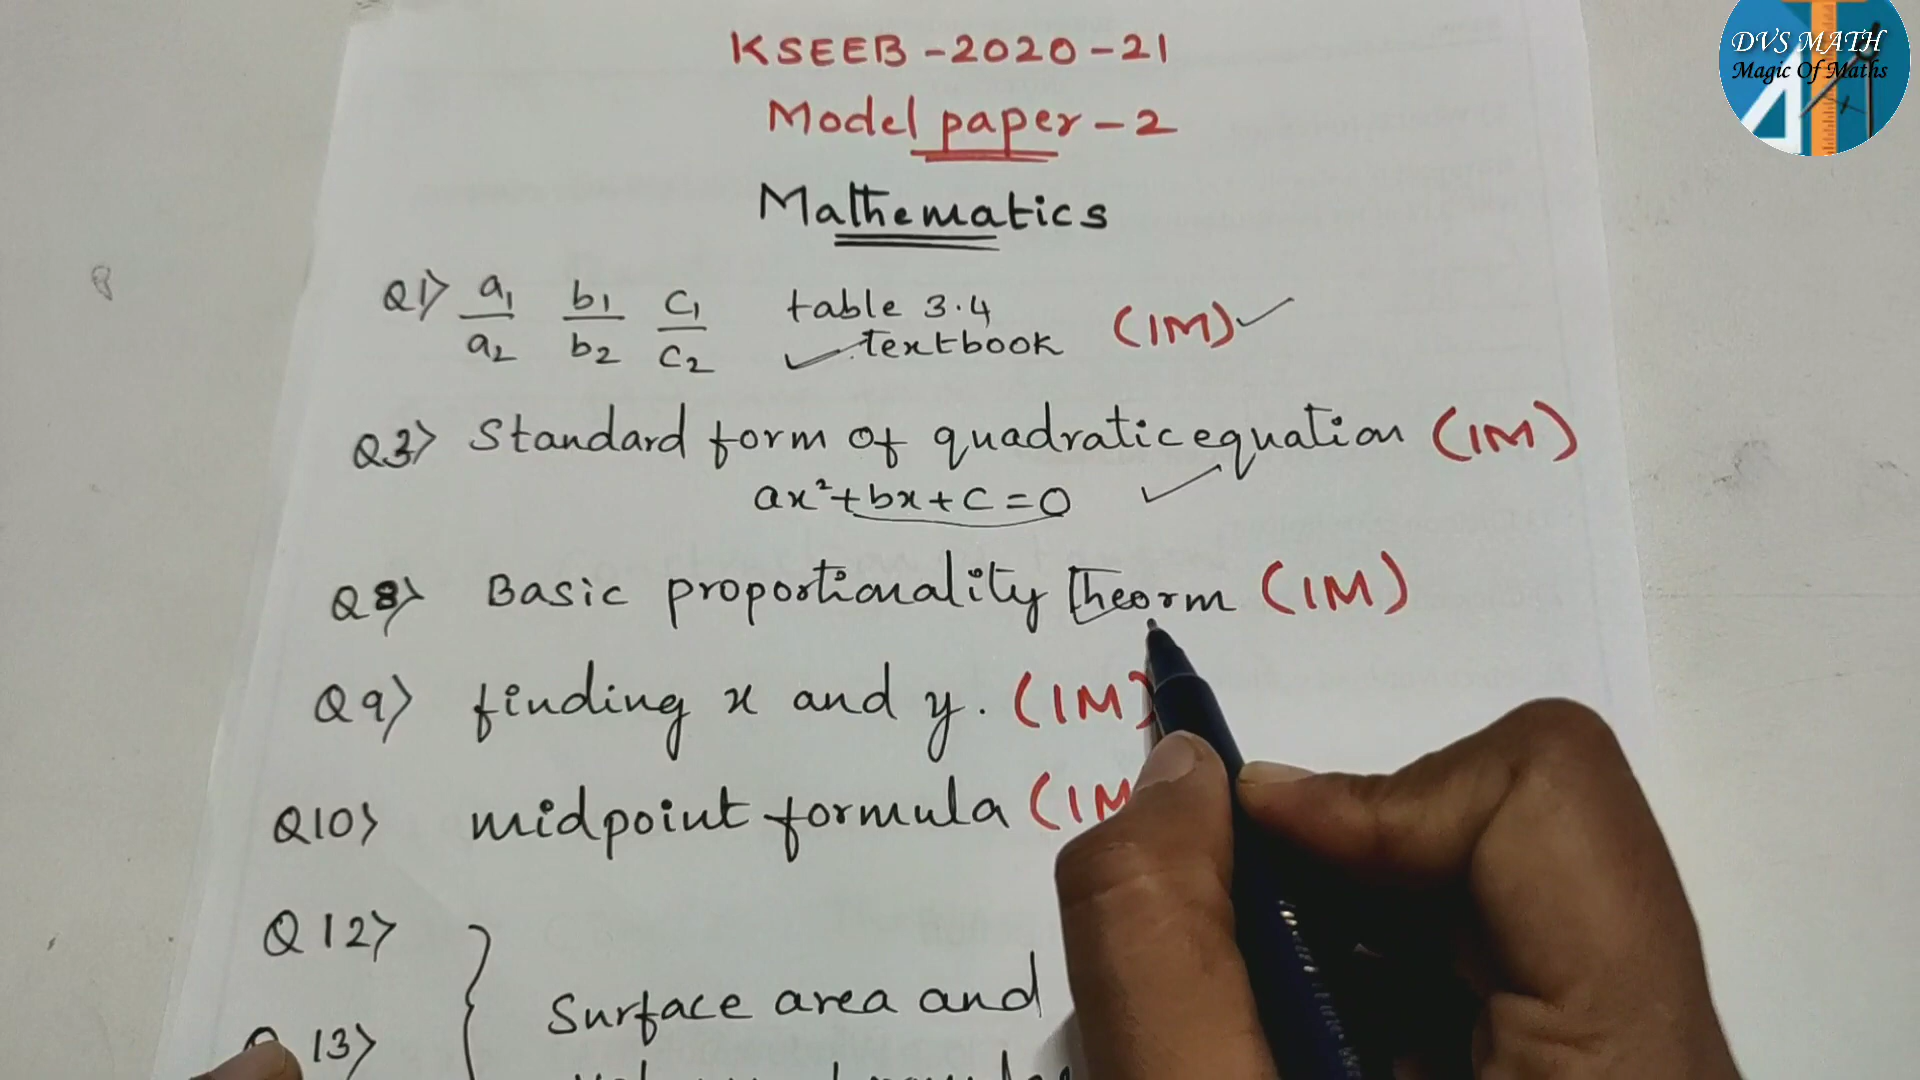 KSEEB - 2020 - 21
Model paper - 2
Mathematics
Q1) a1/a2 b1/b2 c1/c2 table 3.4 textbook (1M)
Q3) Standard form of quadratic equation (1M)
ax²+bx+c=0
Q8) Basic proportionality theorm (1M)
Q9) finding x and y. (1M)
Q10) midpoint formula (1M
Q12)
Q13)
Surface area and
DVS MATH
Magic Of Maths